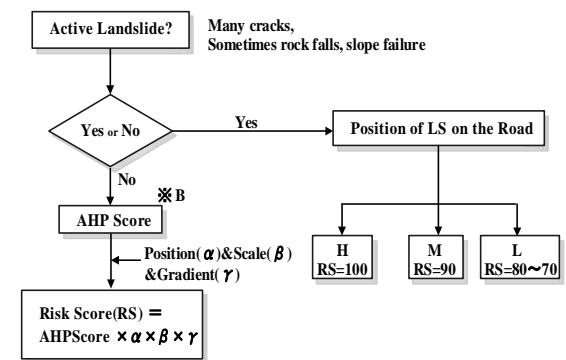 Active Landslide?
Many cracks,
Sometimes rock falls, slope failure
Yes or No
Yes
Position of LS on the Road
No
※B
AHP Score
Position(α)&Scale(β)
&Gradient(γ)
H
RS=100
M
RS=90
L
RS=80～70
Risk Score(RS) =
AHPScore ×α×β×γ